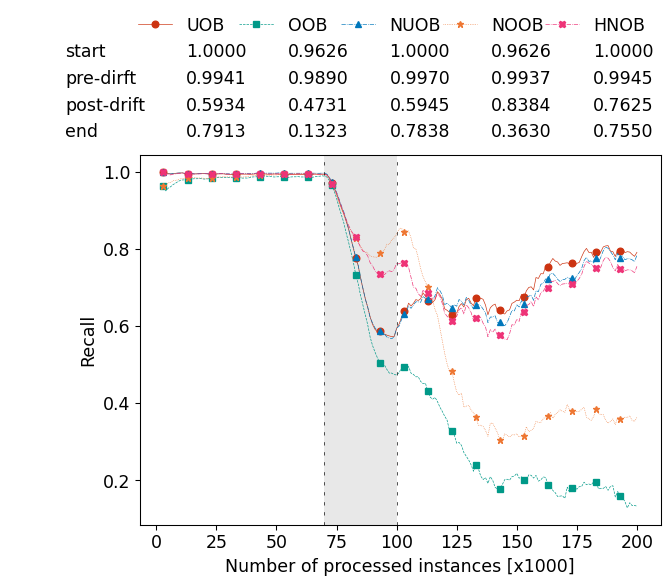 UOB OOB NUOB NOOB HNOB
start 1.0000 0.9626 1.0000 0.9626 1.0000
pre-dirft 0.9941 0.9890 0.9970 0.9937 0.9945
post-drift 0.5934 0.4731 0.5945 0.8384 0.7625
end 0.7913 0.1323 0.7838 0.3630 0.7550
1.0
0.8
0.6
0.4
0.2
Recall
0 25 50 75 100 125 150 175 200
Number of processed instances [x1000]